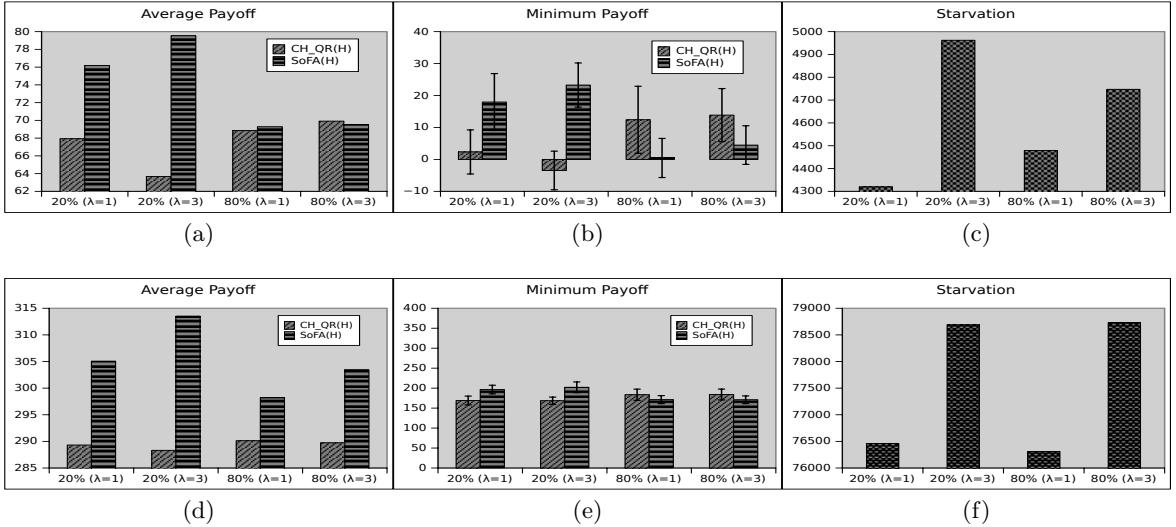 Average Payoff
80
78
76
74
72
70
68
66
64
62
CH_QR(H)
SoFA(H)
20% (λ=1) 20% (λ=3) 80% (λ=1) 80% (λ=3)
(a)
Minimum Payoff
40
30
20
10
0
−10
CH_QR(H)
SoFA(H)
20% (λ=1) 20% (λ=3) 80% (λ=1) 80% (λ=3)
(b)
Starvation
5000
4900
4800
4700
4600
4500
4400
4300
20% (λ=1) 20% (λ=3) 80% (λ=1) 80% (λ=3)
(c)
Average Payoff
315
310
305
300
295
290
285
CH_QR(H)
SoFA(H)
20% (λ=1) 20% (λ=3) 80% (λ=1) 80% (λ=3)
(d)
Minimum Payoff
400
350
300
250
200
150
100
50
0
CH_QR(H)
SoFA(H)
20% (λ=1) 20% (λ=3) 80% (λ=1) 80% (λ=3)
(e)
Starvation
79000
78500
78000
77500
77000
76500
76000
20% (λ=1) 20% (λ=3) 80% (λ=1) 80% (λ=3)
(f)